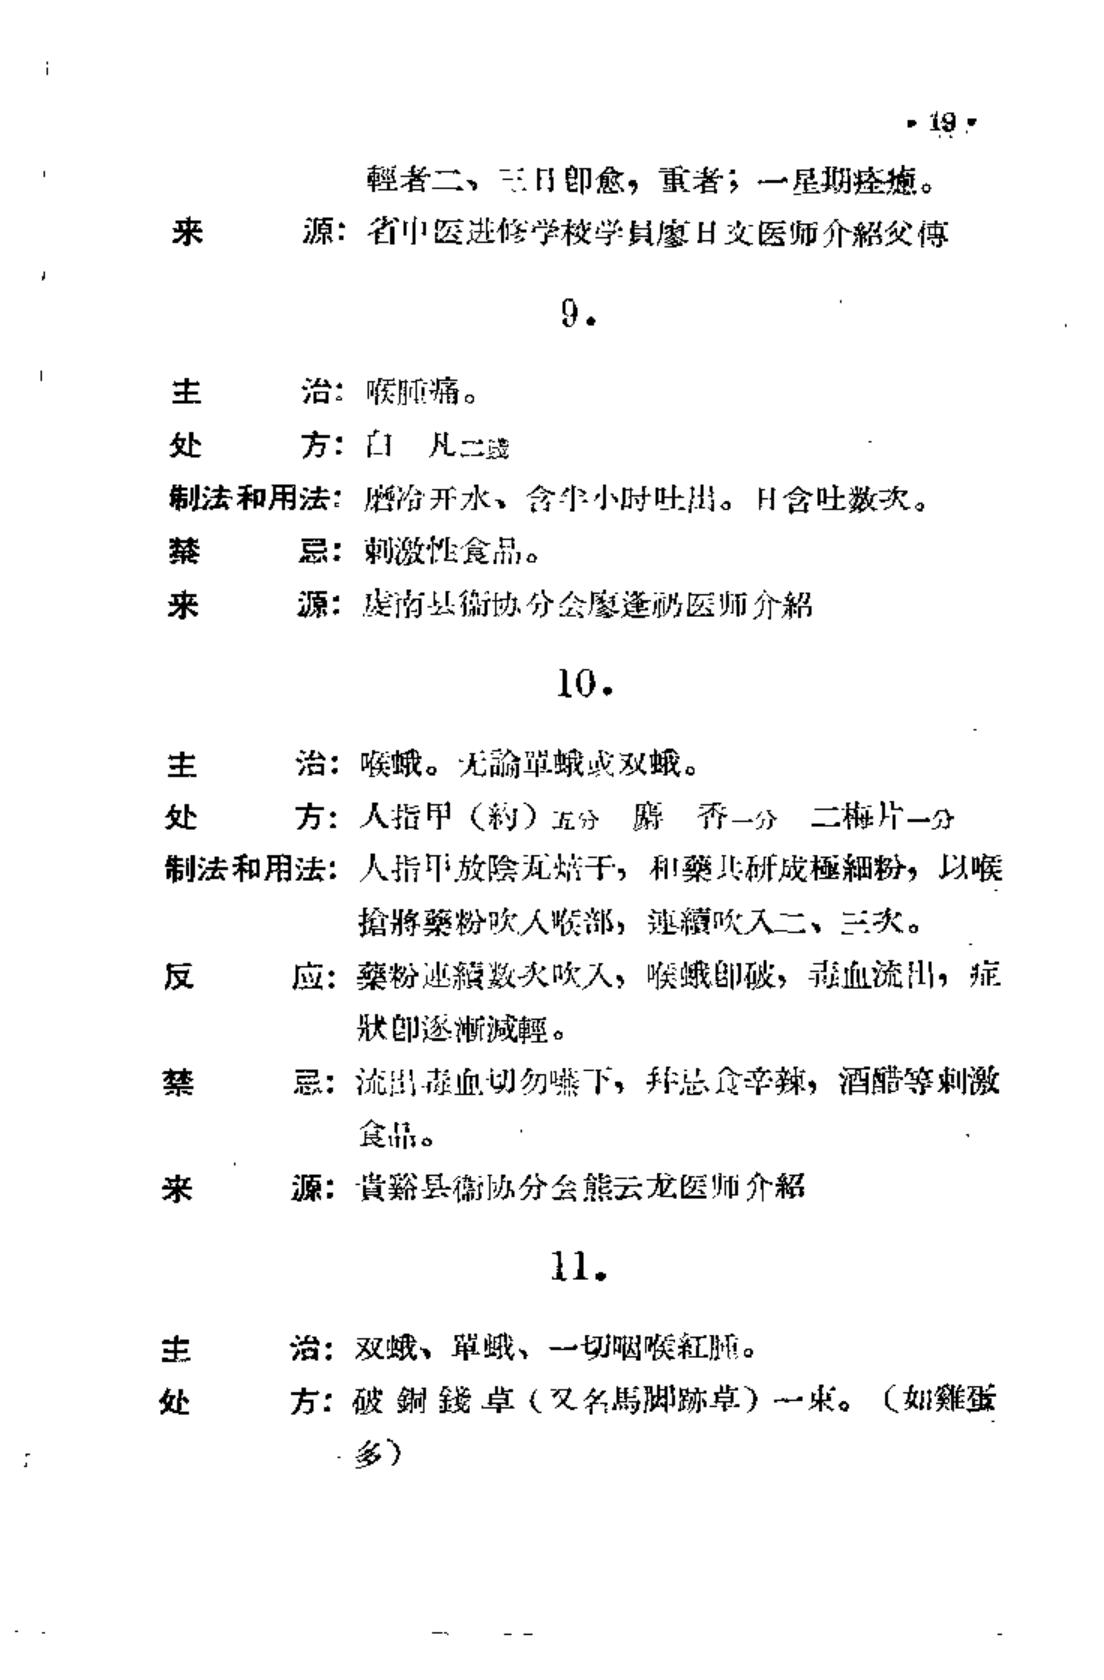 • 19 •
輕者二、三日卽愈，重者；一星期痊癒。
来源：省中医进修学校学員廖日文医师介紹父傳
9.
主治：喉腫痛。
处方：白 凡二錢
制法和用法：磨冷开水、含半小时吐出。日含吐数次。
禁忌：刺激性食品。
来源：虔南县衞协分会廖逢礽医师介紹
10.
主治：喉蛾。无論單蛾或双蛾。
处方：人指甲（約）五分 麝 香一分 二梅片一分
制法和用法：人指甲放陰瓦焙干，和藥共研成極細粉，以喉
搶將藥粉吹入喉部，連續吹入二、三次。
反应：藥粉連續数次吹入，喉蛾卽破，毒血流出，症
狀卽逐漸減輕。
禁忌：流出毒血切勿嚥下，幷忌食辛辣，酒醋等刺激
食品。
来源：貴谿县衞协分会熊云龙医师介紹
11.
主治：双蛾、單蛾、一切咽喉紅腫。
处方：破銅錢草（又名馬脚跡草）一束。（如雞蛋
多）